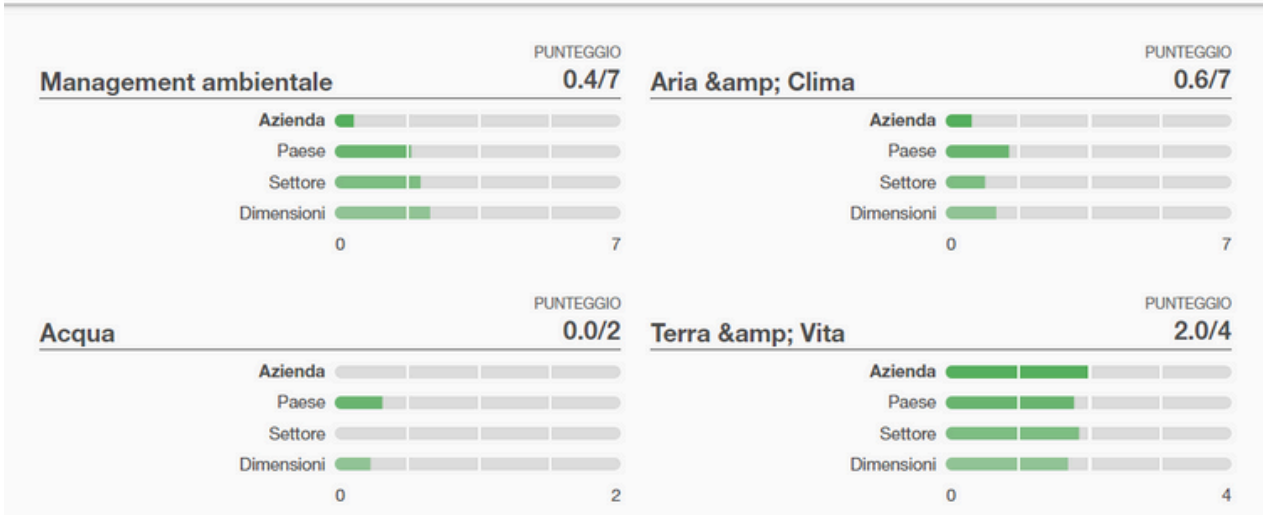 PUNTEGGIO
Management ambientale 0.4/7
Azienda
Paese
Settore
Dimensioni
0 7
PUNTEGGIO
Aria &amp; Clima 0.6/7
Azienda
Paese
Settore
Dimensioni
0 7
PUNTEGGIO
Acqua 0.0/2
Azienda
Paese
Settore
Dimensioni
0 2
PUNTEGGIO
Terra &amp; Vita 2.0/4
Azienda
Paese
Settore
Dimensioni
0 4